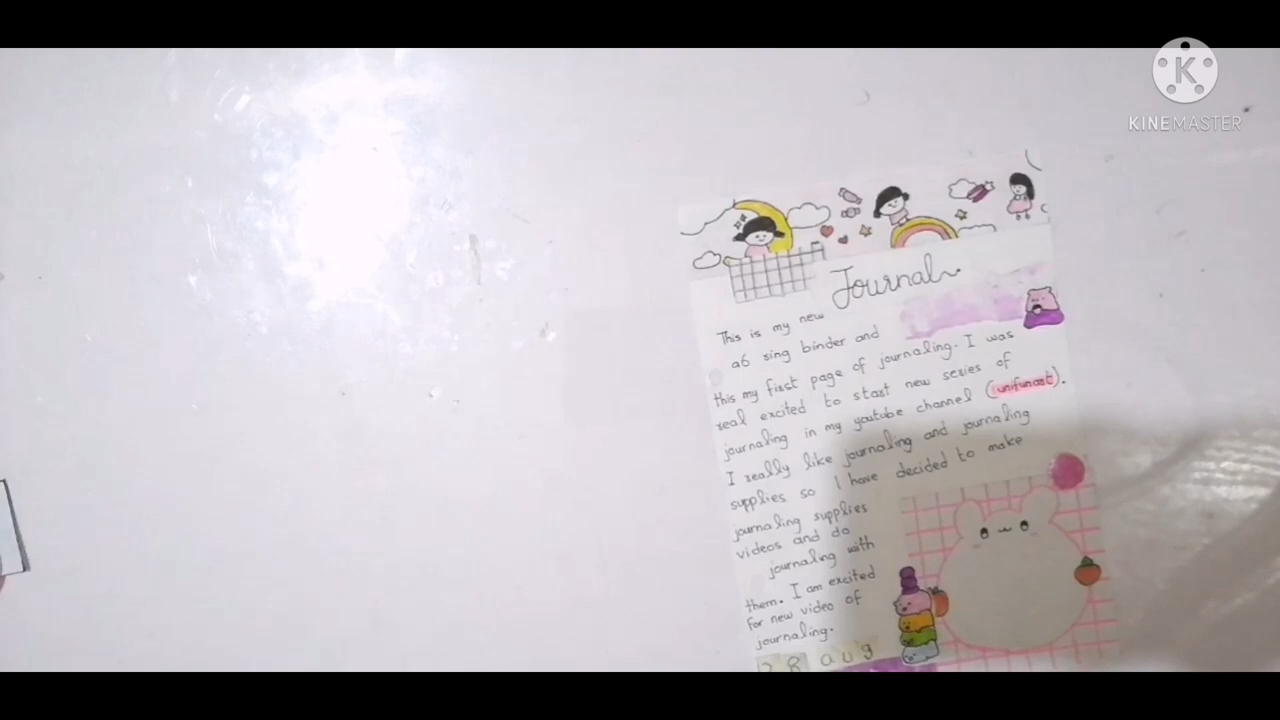 KINEMASTER
Journal
This is my new
a6 sing binder and
this my first page of journaling. I was
real excited to start new series of
journaling in my youtube channel (unifunart).
I really like journaling and journaling
supplies so I have decided to make
journaling supplies
videos and do
journaling with
them. I am excited
for new video of
journaling.
28 aug